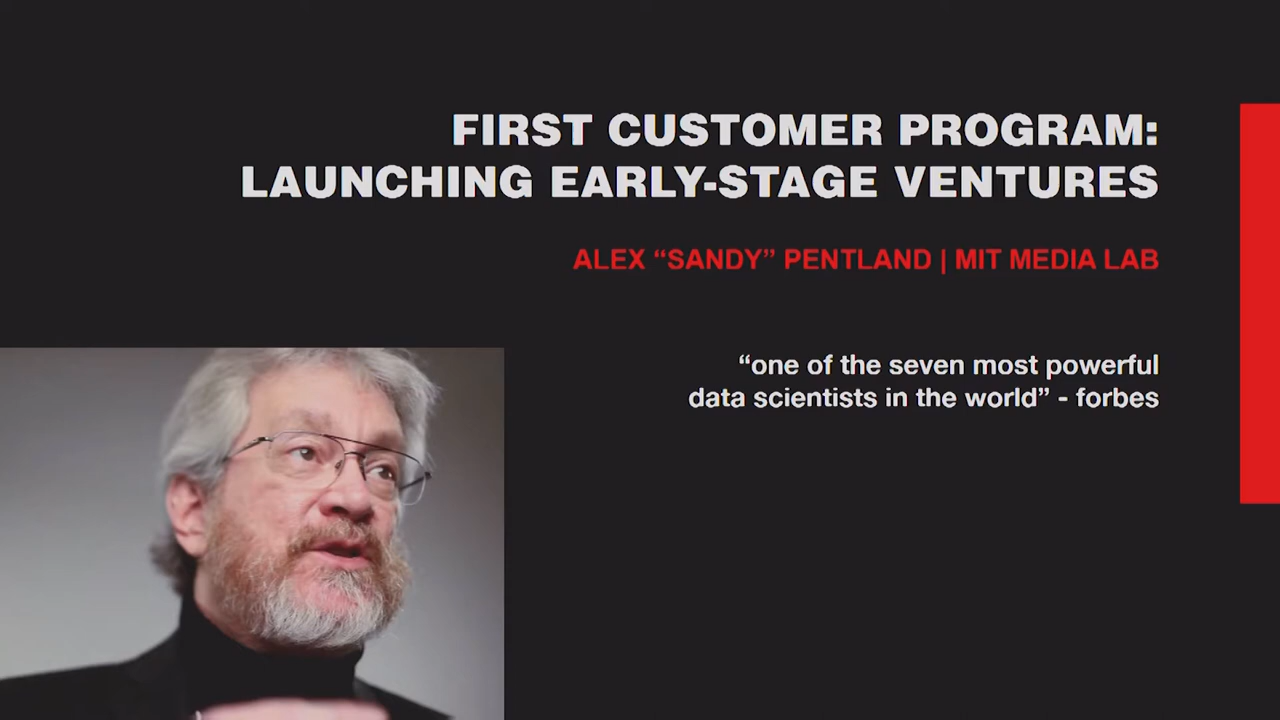 FIRST CUSTOMER PROGRAM:
LAUNCHING EARLY-STAGE VENTURES
ALEX “SANDY” PENTLAND | MIT MEDIA LAB
“one of the seven most powerful
data scientists in the world” - forbes